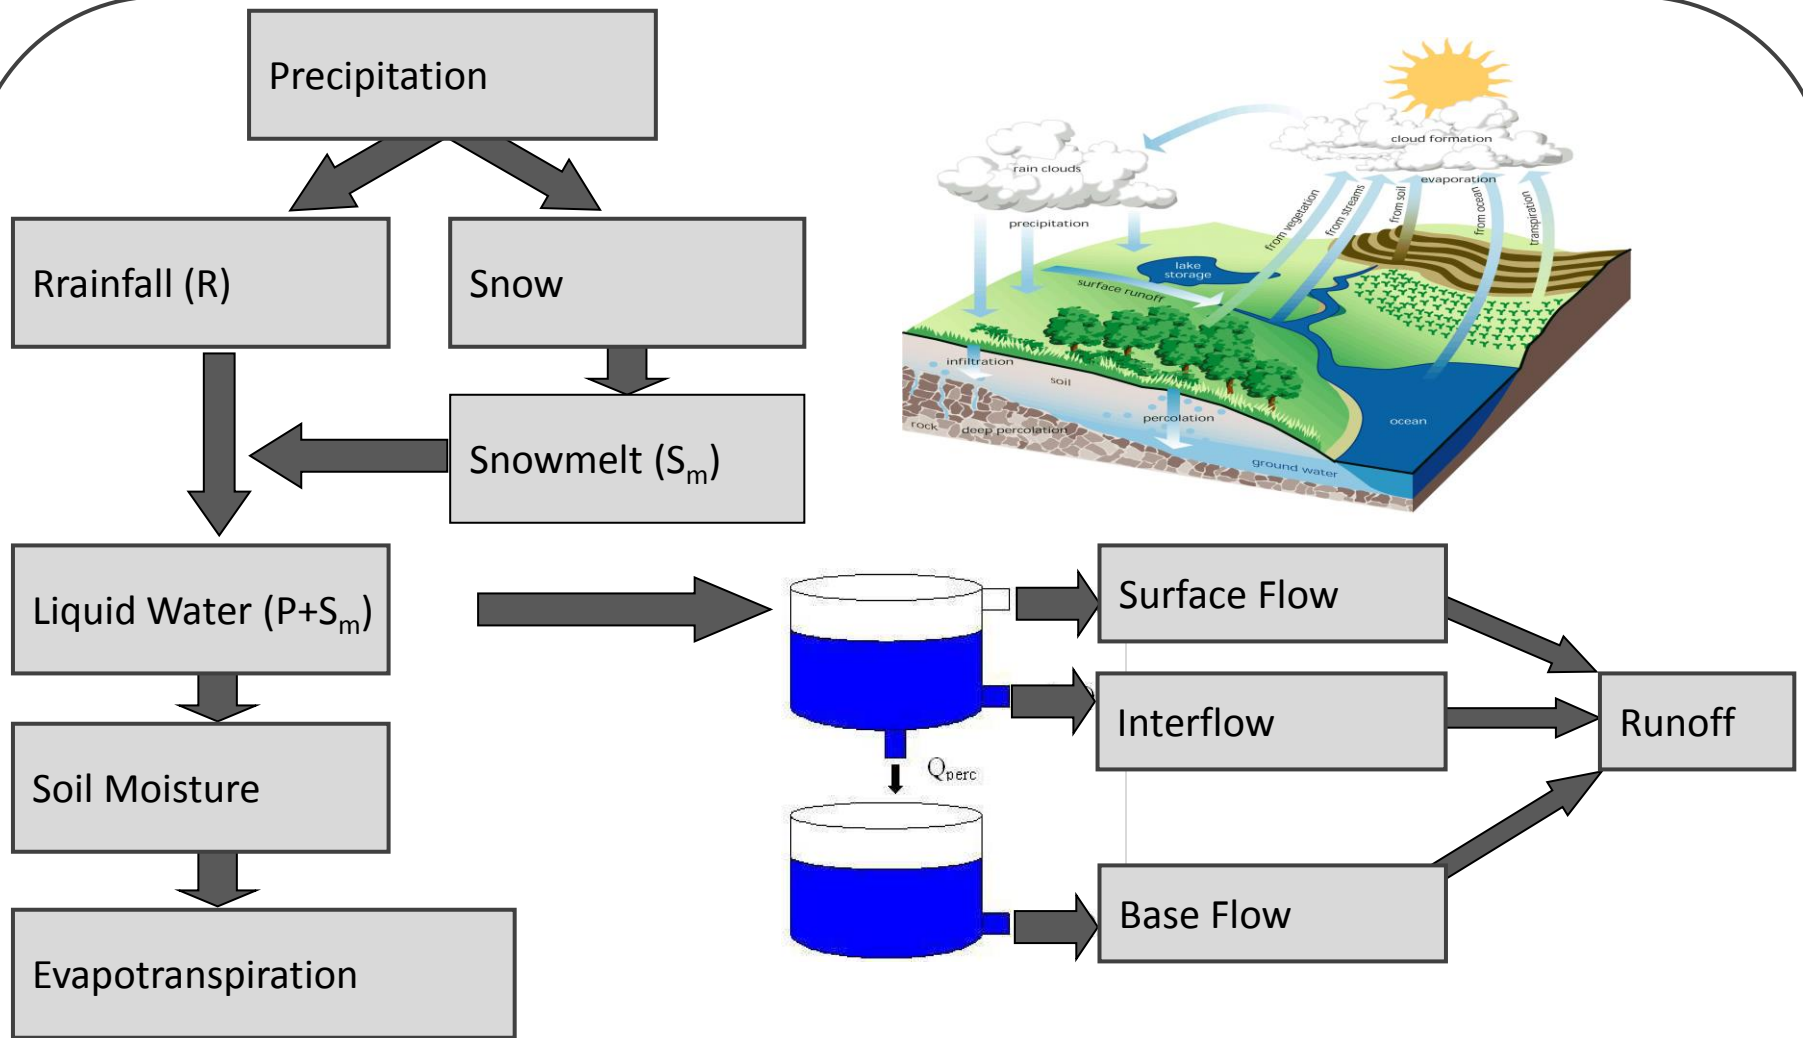 Precipitation
Rrainfall (R)
Snow
Snowmelt (Sm)
Liquid Water (P+Sm)
Soil Moisture
Evapotranspiration
cloud formation
rain clouds
evaporation
precipitation
from vegetation
from streams
from soil
from ocean
transpiration
lake
storage
surface runoff
infiltration
soil
percolation
ocean
rock
deep percolation
ground water
Surface Flow
Interflow
Runoff
Qperc
Base Flow